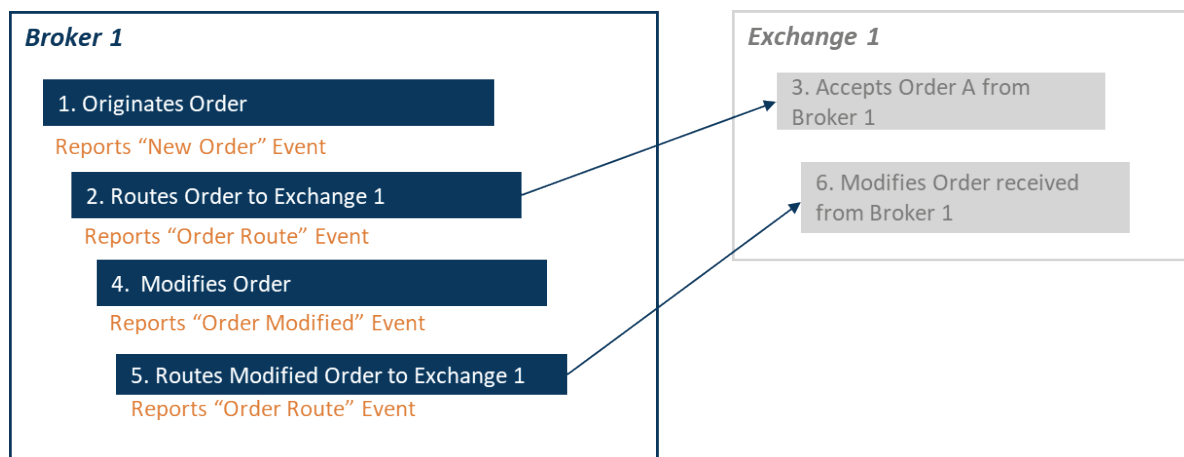 Broker 1
1. Originates Order
Reports “New Order” Event
2. Routes Order to Exchange 1
Reports “Order Route” Event
4. Modifies Order
Reports “Order Modified” Event
5. Routes Modified Order to Exchange 1
Reports “Order Route” Event
Exchange 1
3. Accepts Order A from
Broker 1
6. Modifies Order received
from Broker 1